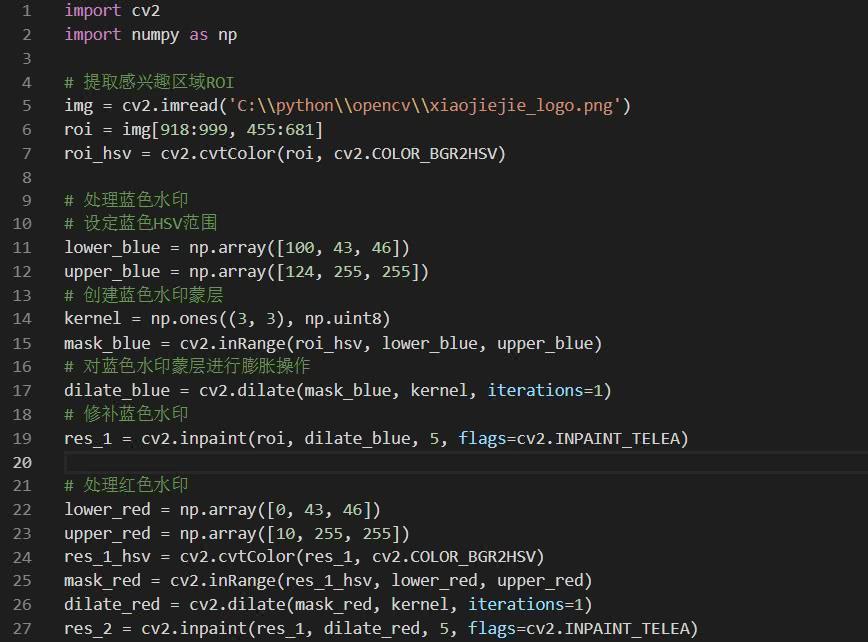 1 import cv2
2 import numpy as np
3
4 # 提取感兴趣区域ROI
5 img = cv2.imread('C:\\python\\opencv\\xiaojiejie_logo.png')
6 roi = img[918:999, 455:681]
7 roi_hsv = cv2.cvtColor(roi, cv2.COLOR_BGR2HSV)
8
9 # 处理蓝色水印
10 # 设定蓝色HSV范围
11 lower_blue = np.array([100, 43, 46])
12 upper_blue = np.array([124, 255, 255])
13 # 创建蓝色水印蒙层
14 kernel = np.ones((3, 3), np.uint8)
15 mask_blue = cv2.inRange(roi_hsv, lower_blue, upper_blue)
16 # 对蓝色水印蒙层进行膨胀操作
17 dilate_blue = cv2.dilate(mask_blue, kernel, iterations=1)
18 # 修补蓝色水印
19 res_1 = cv2.inpaint(roi, dilate_blue, 5, flags=cv2.INPAINT_TELEA)
20
21 # 处理红色水印
22 lower_red = np.array([0, 43, 46])
23 upper_red = np.array([10, 255, 255])
24 res_1_hsv = cv2.cvtColor(res_1, cv2.COLOR_BGR2HSV)
25 mask_red = cv2.inRange(res_1_hsv, lower_red, upper_red)
26 dilate_red = cv2.dilate(mask_red, kernel, iterations=1)
27 res_2 = cv2.inpaint(res_1, dilate_red, 5, flags=cv2.INPAINT_TELEA)